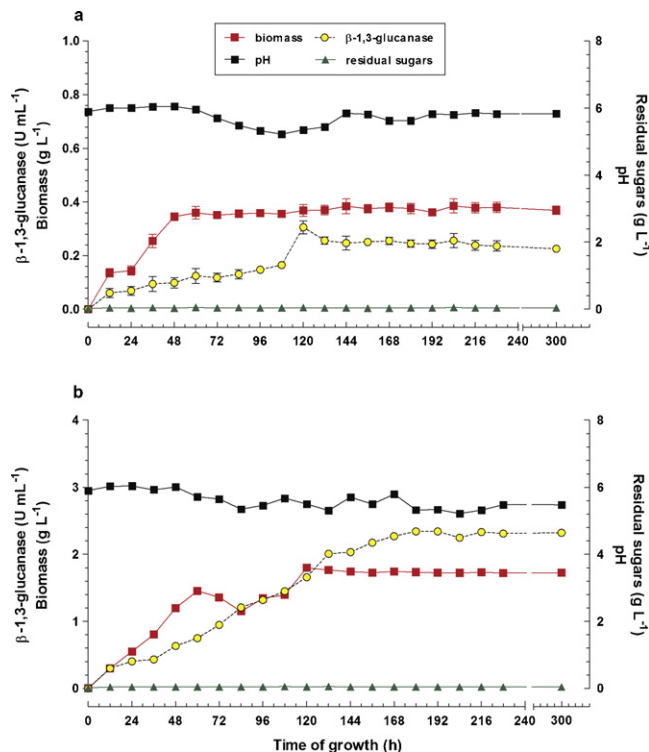 a
biomass
β-1,3-glucanase
pH
residual sugars
1.0
0.8
0.6
0.4
0.2
0.0
β-1,3-glucanase (U mL⁻¹)
Biomass (g L⁻¹)
8
6
4
2
0
Residual sugars (g L⁻¹)
pH
0 24 48 72 96 120 144 168 192 216 240 300
b
4
3
2
1
0
β-1,3-glucanase (U mL⁻¹)
Biomass (g L⁻¹)
8
6
4
2
0
Residual sugars (g L⁻¹)
pH
0 24 48 72 96 120 144 168 192 216 240 300
Time of growth (h)